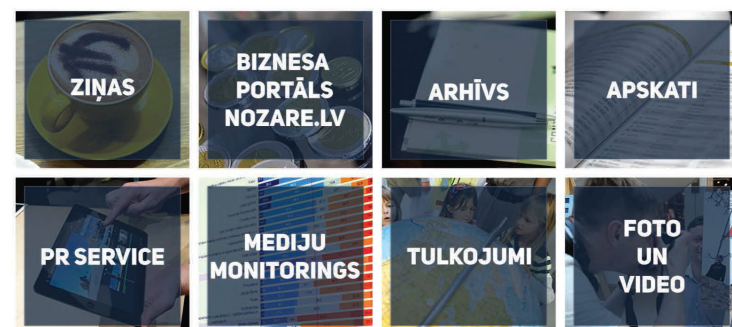 ZIŅAS
BIZNESA
PORTĀLS
NOZARE.LV
ARHĪVS
APSKATI
PR SERVICE
MEDIJU
MONITORINGS
TULKOJUMI
FOTO
UN
VIDEO